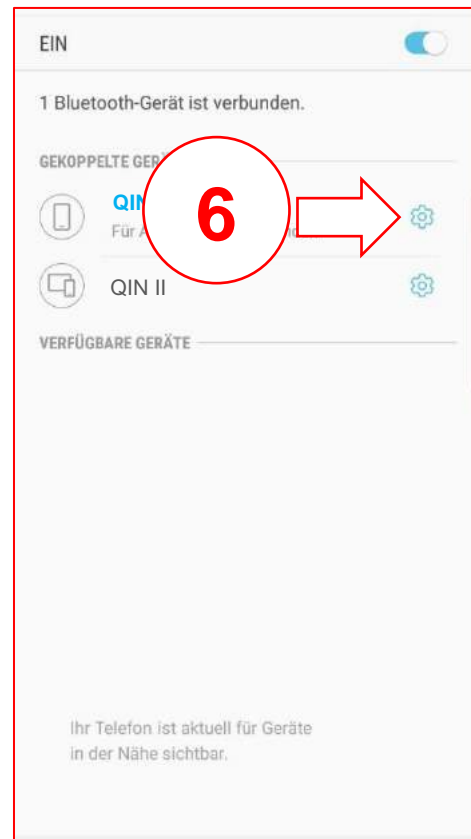 EIN
1 Bluetooth-Gerät ist verbunden.
GEKOPPELTE
QIN
Für
6
QIN II
VERFÜGBARE GERÄTE
Ihr Telefon ist aktuell für Geräte
in der Nähe sichtbar.